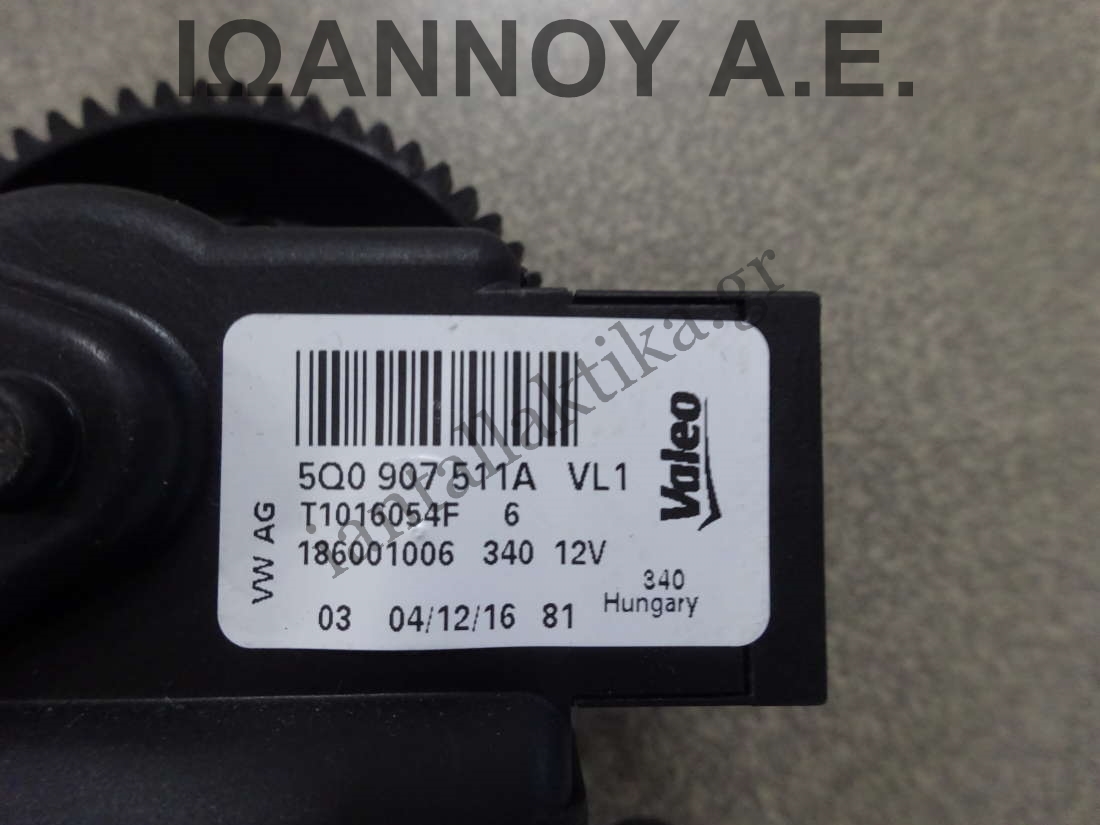 ΙΩΑΝΝΟΥ Α.Ε.
iantallaktika.gr
Valeo
5Q0 907 511A VL1
T1016054F 6
186001006 340 12V
VW AG
340
Hungary
03 04/12/16 81